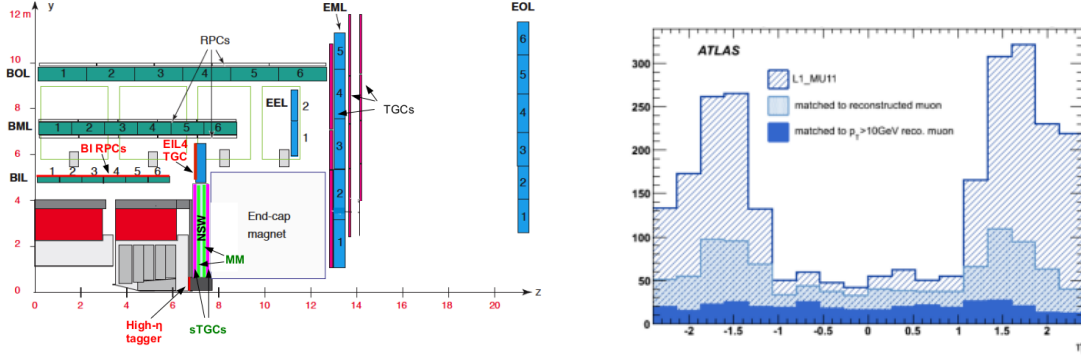 y
EML
EOL
12 m
RPCs
10
BOL
1 2 3 4 5 6
8
EEL
2
1
TGCs
BML
1 2 3 4 5 6
6
BI RPCs
EIL4
TGC
BIL
1 2 3 4 5 6
4
NSW
End-cap
magnet
2
MM
0
0 2 4 6 8 10 12 14 16 18 20
z
High-η
tagger
sTGCs
5
4
3
2
1
6
5
4
3
2
1
ATLAS
L1_MU11
matched to reconstructed muon
matched to pT>10GeV reco. muon
350
300
250
200
150
100
50
0
-2 -1.5 -1 -0.5 0 0.5 1 1.5 2